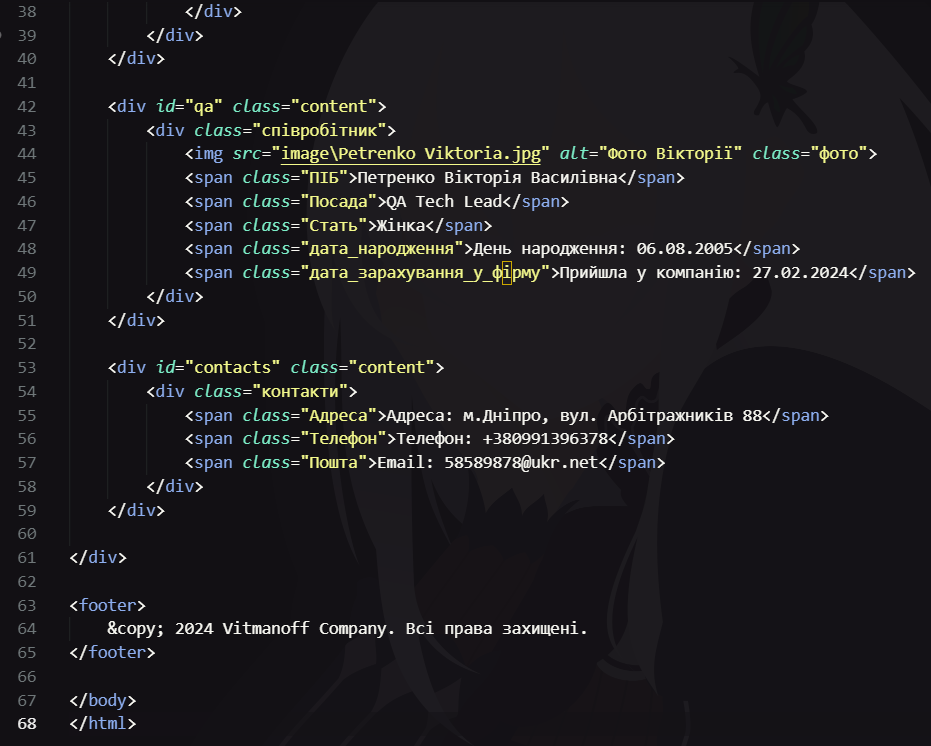 38 </div>
39 </div>
40 </div>
41
42 <div id="qa" class="content">
43 <div class="співробітник">
44 <img src="image\Petrenko Viktoria.jpg" alt="Фото Вікторії" class="фото">
45 <span class="ПІБ">Петренко Вікторія Василівна</span>
46 <span class="Посада">QA Tech Lead</span>
47 <span class="Стать">Жінка</span>
48 <span class="дата_народження">День народження: 06.08.2005</span>
49 <span class="дата_зарахування_у_фірму">Прийшла у компанію: 27.02.2024</span>
50 </div>
51 </div>
52
53 <div id="contacts" class="content">
54 <div class="контакти">
55 <span class="Адреса">Адреса: м.Дніпро, вул. Арбітражників 88</span>
56 <span class="Телефон">Телефон: +380991396378</span>
57 <span class="Пошта">Email: 58589878@ukr.net</span>
58 </div>
59 </div>
60
61 </div>
62
63 <footer>
64 &copy; 2024 Vitmanoff Company. Всі права захищені.
65 </footer>
66
67 </body>
68 </html>